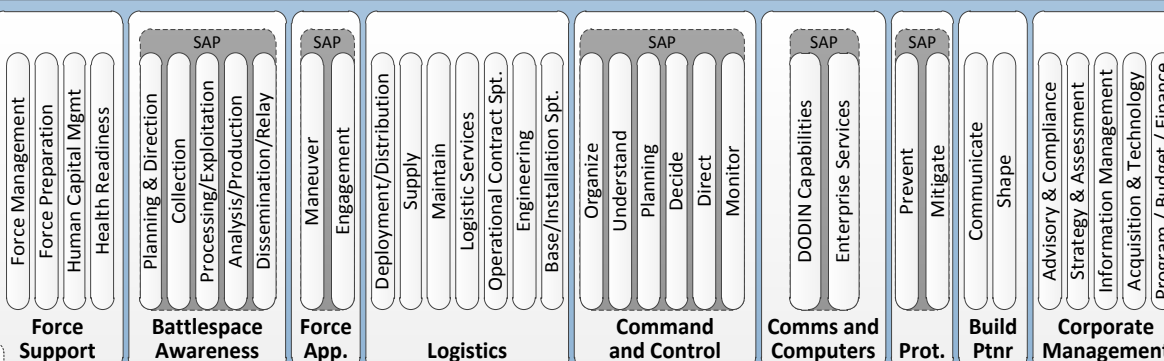 Force Management
Force Preparation
Human Capital Mgmt
Health Readiness
Force
Support
SAP
Planning & Direction
Collection
Processing/Exploitation
Analysis/Production
Dissemination/Relay
Battlespace
Awareness
SAP
Maneuver
Engagement
Force
App.
Deployment/Distribution
Supply
Maintain
Logistic Services
Operational Contract Spt.
Engineering
Base/Installation Spt.
Logistics
SAP
Organize
Understand
Planning
Decide
Direct
Monitor
Command
and Control
SAP
DODIN Capabilities
Enterprise Services
Comms and
Computers
SAP
Prevent
Mitigate
Prot.
Communicate
Shape
Build
Ptnr
Advisory & Compliance
Strategy & Assessment
Information Management
Acquisition & Technology
Program / Budget / Finance
Corporate
Management